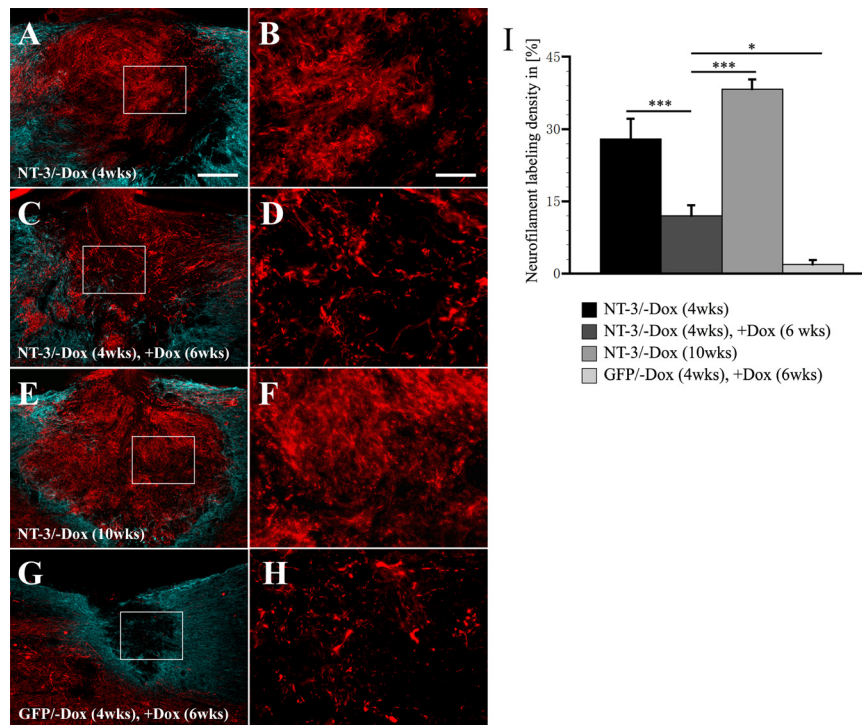 A
B
NT-3/-Dox (4wks)
C
D
NT-3/-Dox (4wks), +Dox (6wks)
E
F
NT-3/-Dox (10wks)
G
H
GFP/-Dox (4wks), +Dox (6wks)
I
Neurofilament labeling density in [%]
45
30
15
0
*
***
***
NT-3/-Dox (4wks)
NT-3/-Dox (4wks), +Dox (6 wks)
NT-3/-Dox (10wks)
GFP/-Dox (4wks), +Dox (6wks)